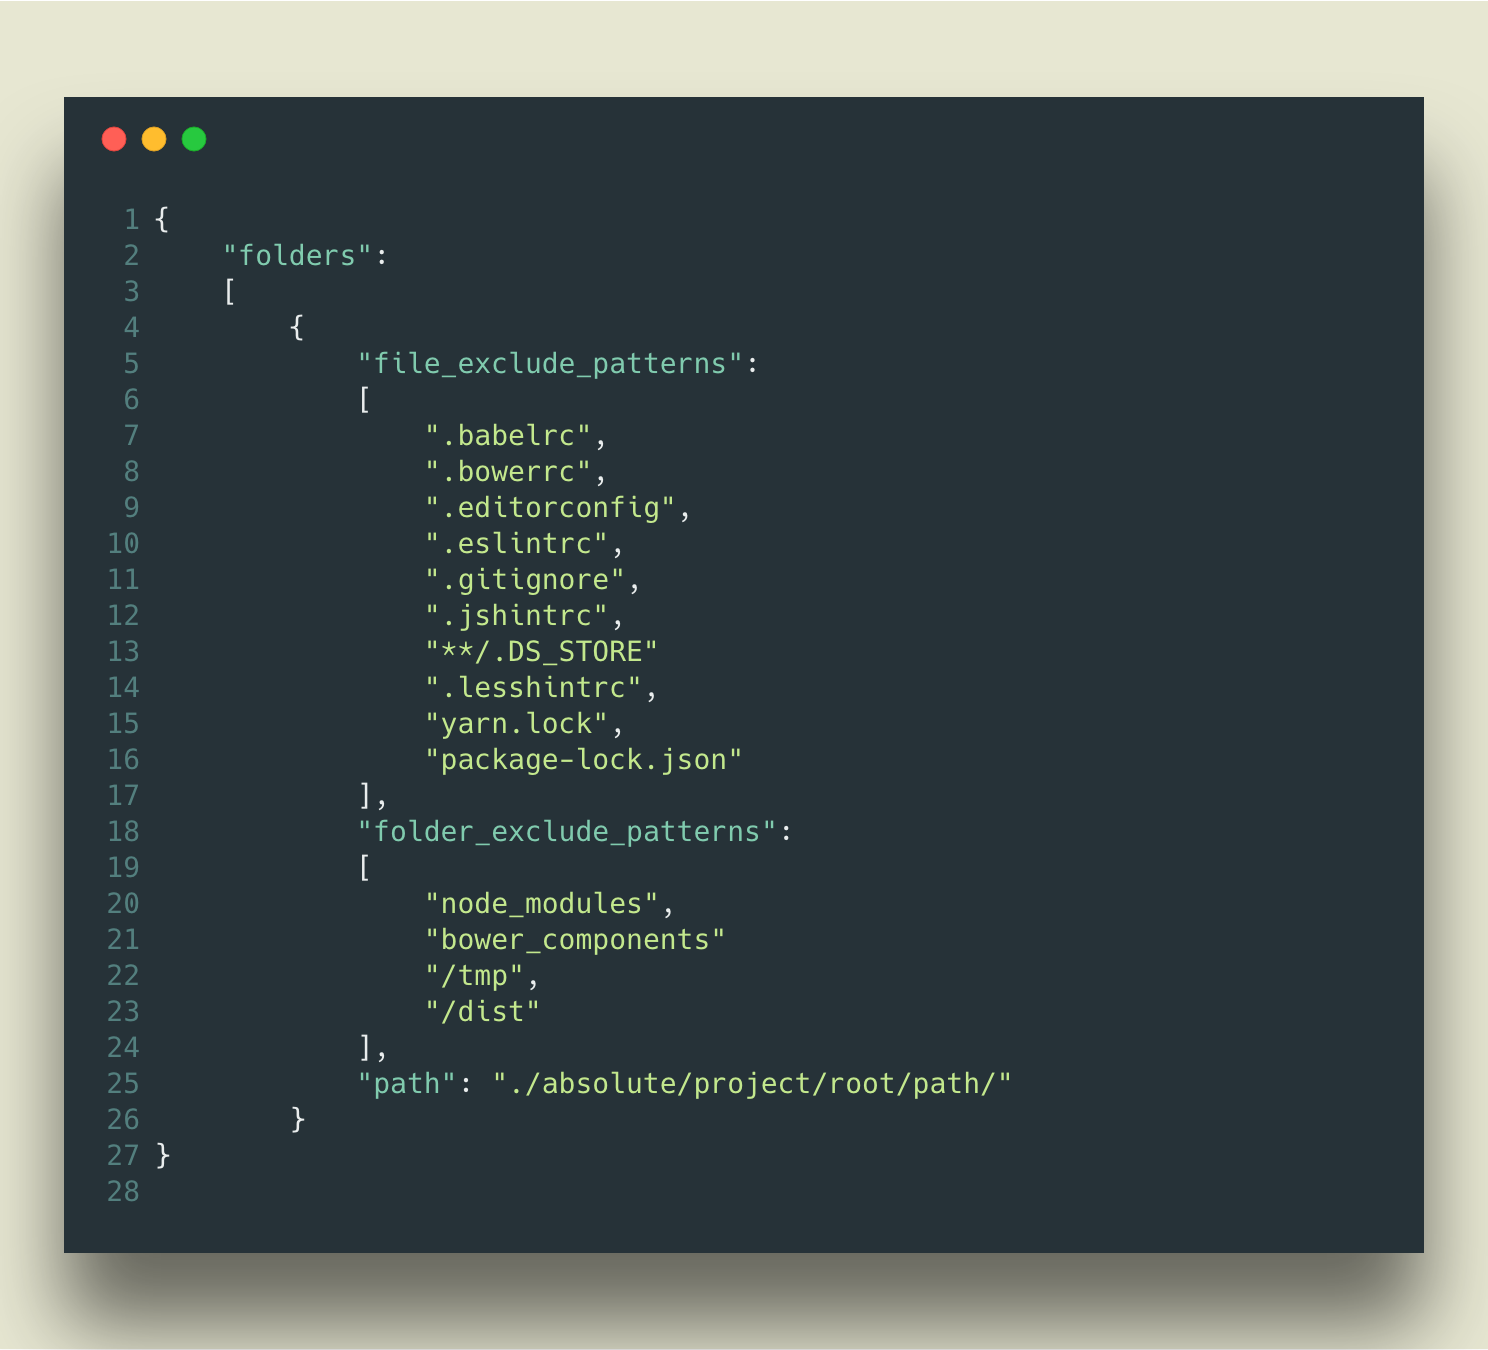 1 {
2     "folders":
3     [
4         {
5             "file_exclude_patterns":
6             [
7                 ".babelrc",
8                 ".bowerrc",
9                 ".editorconfig",
10                 ".eslintrc",
11                 ".gitignore",
12                 ".jshintrc",
13                 "**/.DS_STORE"
14                 ".lesshintrc",
15                 "yarn.lock",
16                 "package-lock.json"
17             ],
18             "folder_exclude_patterns":
19             [
20                 "node_modules",
21                 "bower_components"
22                 "/tmp",
23                 "/dist"
24             ],
25             "path": "./absolute/project/root/path/"
26         }
27 }
28